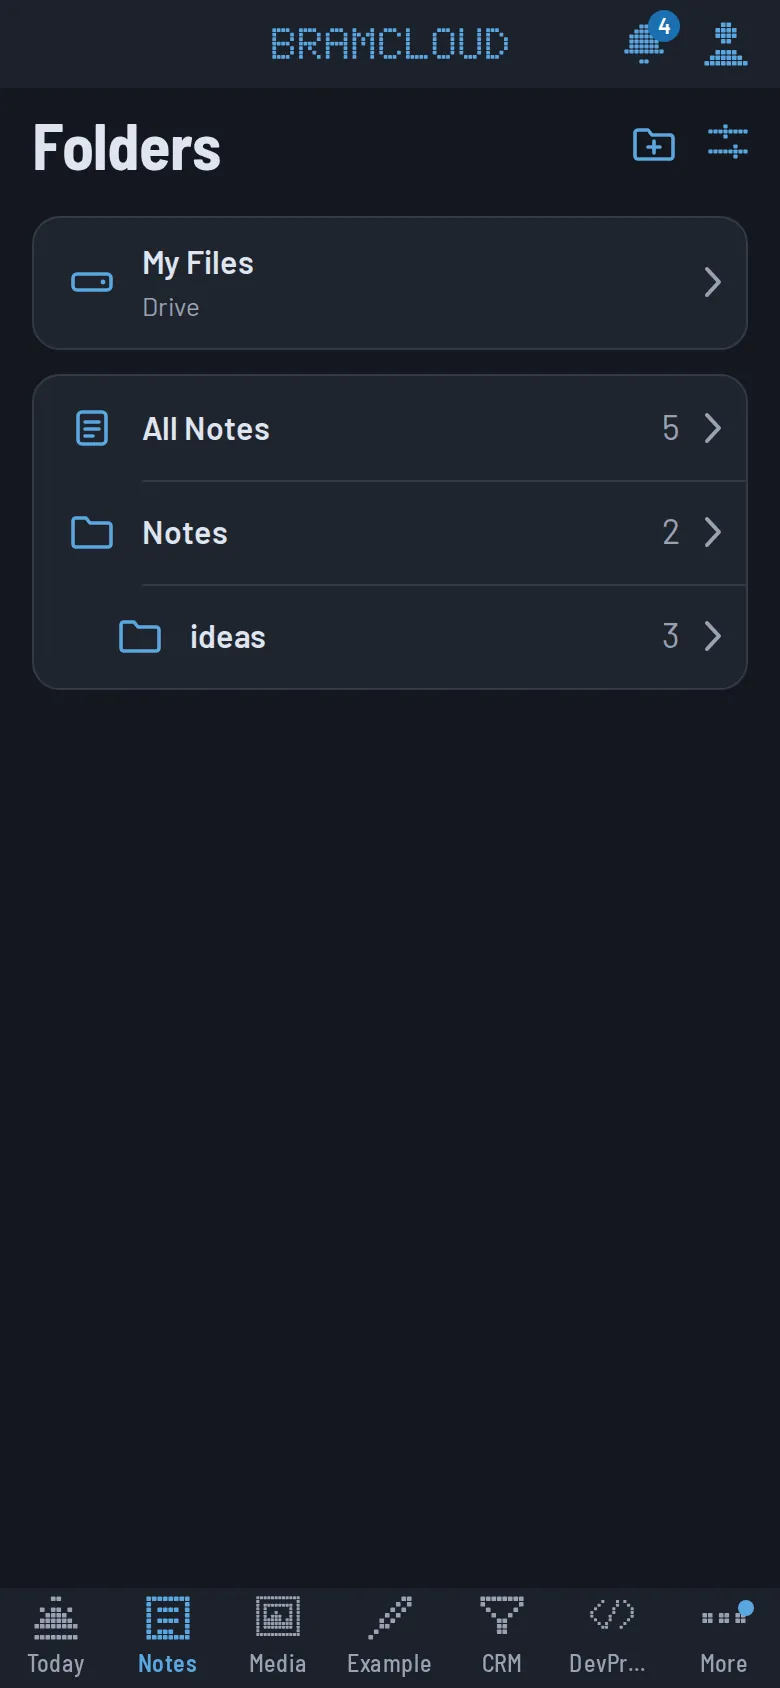 BRAMCLOUD
4
Folders
My Files
Drive
All Notes
5
Notes
2
ideas
3
Today
Notes
Media
Example
CRM
DevPr...
More